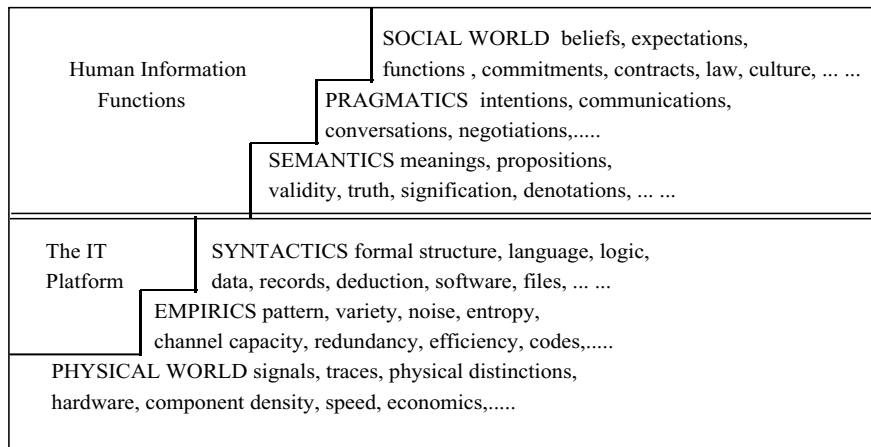 SOCIAL WORLD beliefs, expectations,
Human Information
functions , commitments, contracts, law, culture, ... ...
Functions
PRAGMATICS intentions, communications,
conversations, negotiations,.....
SEMANTICS meanings, propositions,
validity, truth, signification, denotations, ... ...
The IT
SYNTACTICS formal structure, language, logic,
Platform
data, records, deduction, software, files, ... ...
EMPIRICS pattern, variety, noise, entropy,
channel capacity, redundancy, efficiency, codes,.....
PHYSICAL WORLD signals, traces, physical distinctions,
hardware, component density, speed, economics,.....